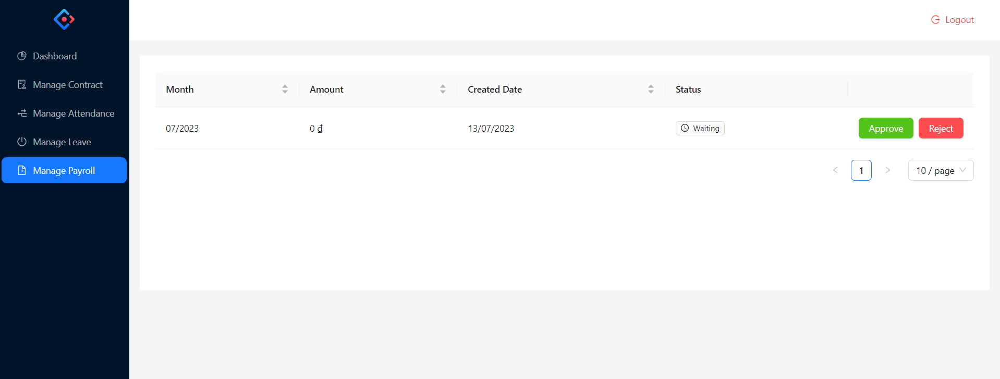 Logout
Dashboard
Manage Contract
Manage Attendance
Manage Leave
Manage Payroll
Month Amount Created Date Status
07/2023 0 ₫ 13/07/2023 Waiting Approve Reject
1 10 / page